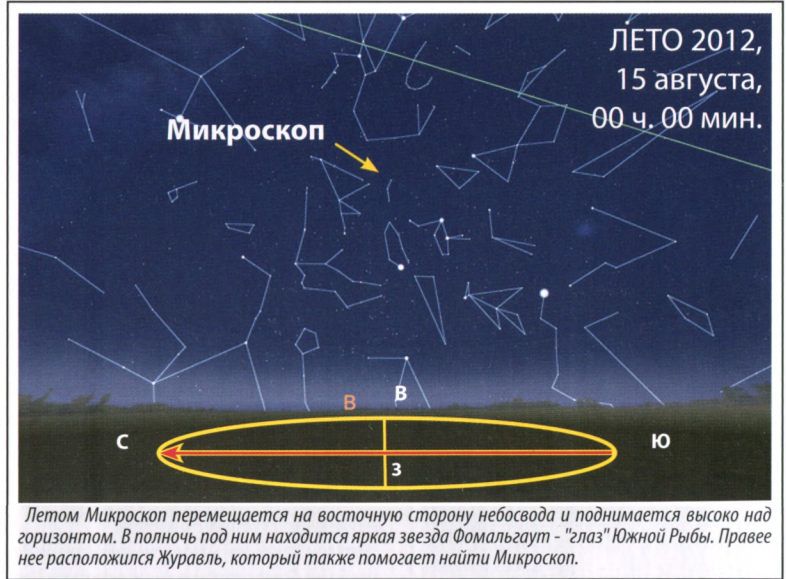 ЛЕТО 2012,
15 августа,
00 ч. 00 мин.
Микроскоп
В
В
С
Ю
З
Летом Микроскоп перемещается на восточную сторону небосвода и поднимается высоко над
горизонтом. В полночь под ним находится яркая звезда Фомальгаут - "глаз" Южной Рыбы. Правее
нее расположился Журавль, который также помогает найти Микроскоп.